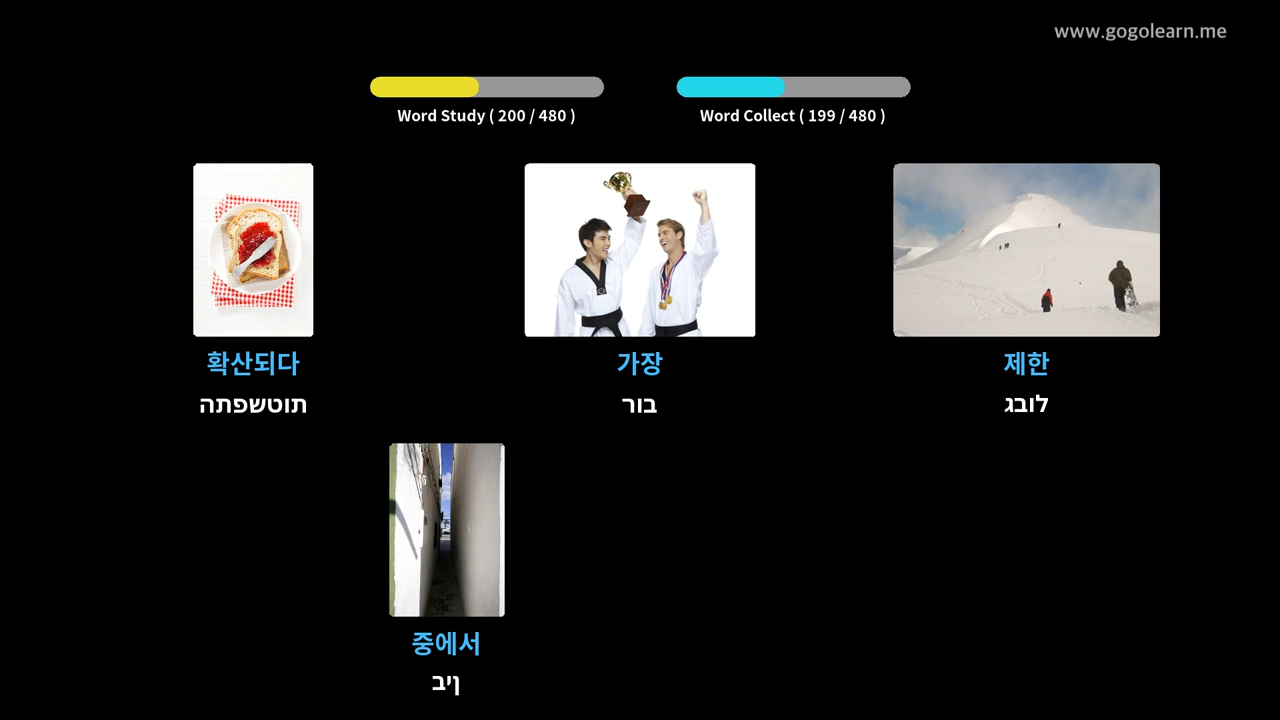 www.gogolearn.me
Word Study ( 200 / 480 )
Word Collect ( 199 / 480 )
확산되다
תוטשפתה
가장
בור
제한
לובג
중에서
ןיב